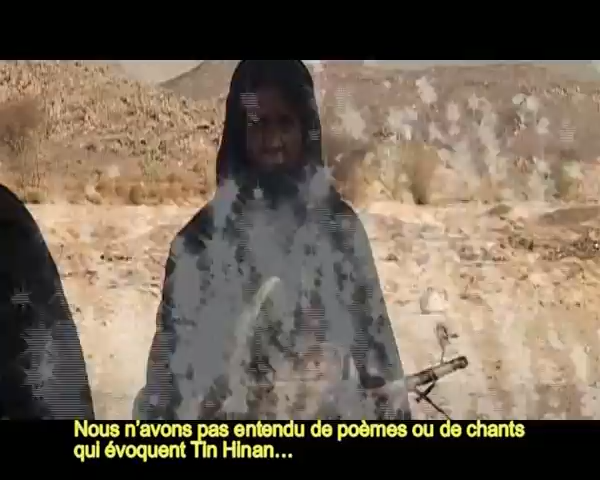 Nous n'avons pas entendu de poèmes ou de chants
qui évoquent Tin Hinan...